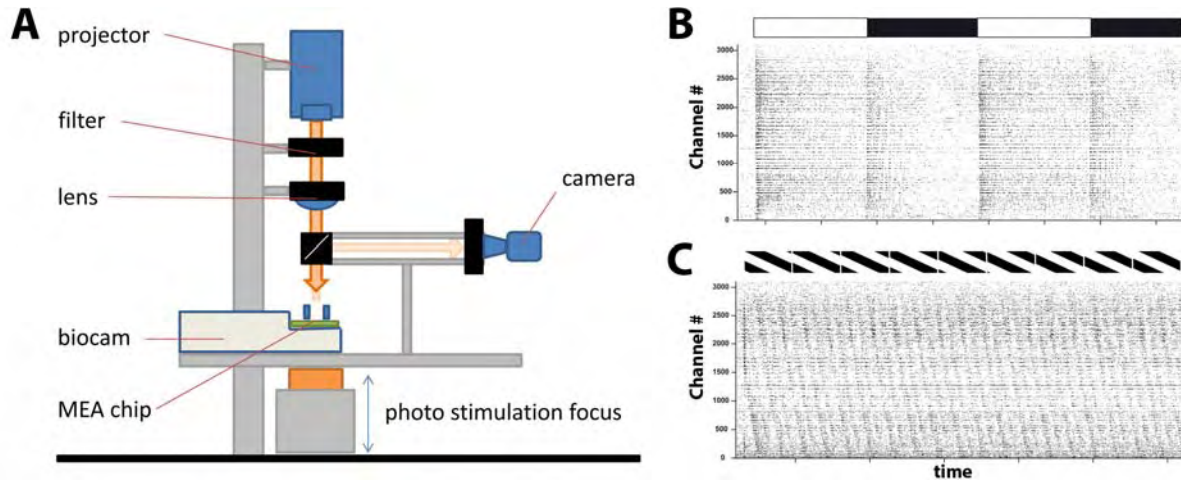 A
projector
filter
lens
camera
biocam
MEA chip
photo stimulation focus
B
Channel #
3000
2500
2000
1500
1000
500
0
C
Channel #
3000
2500
2000
1500
1000
500
0
time